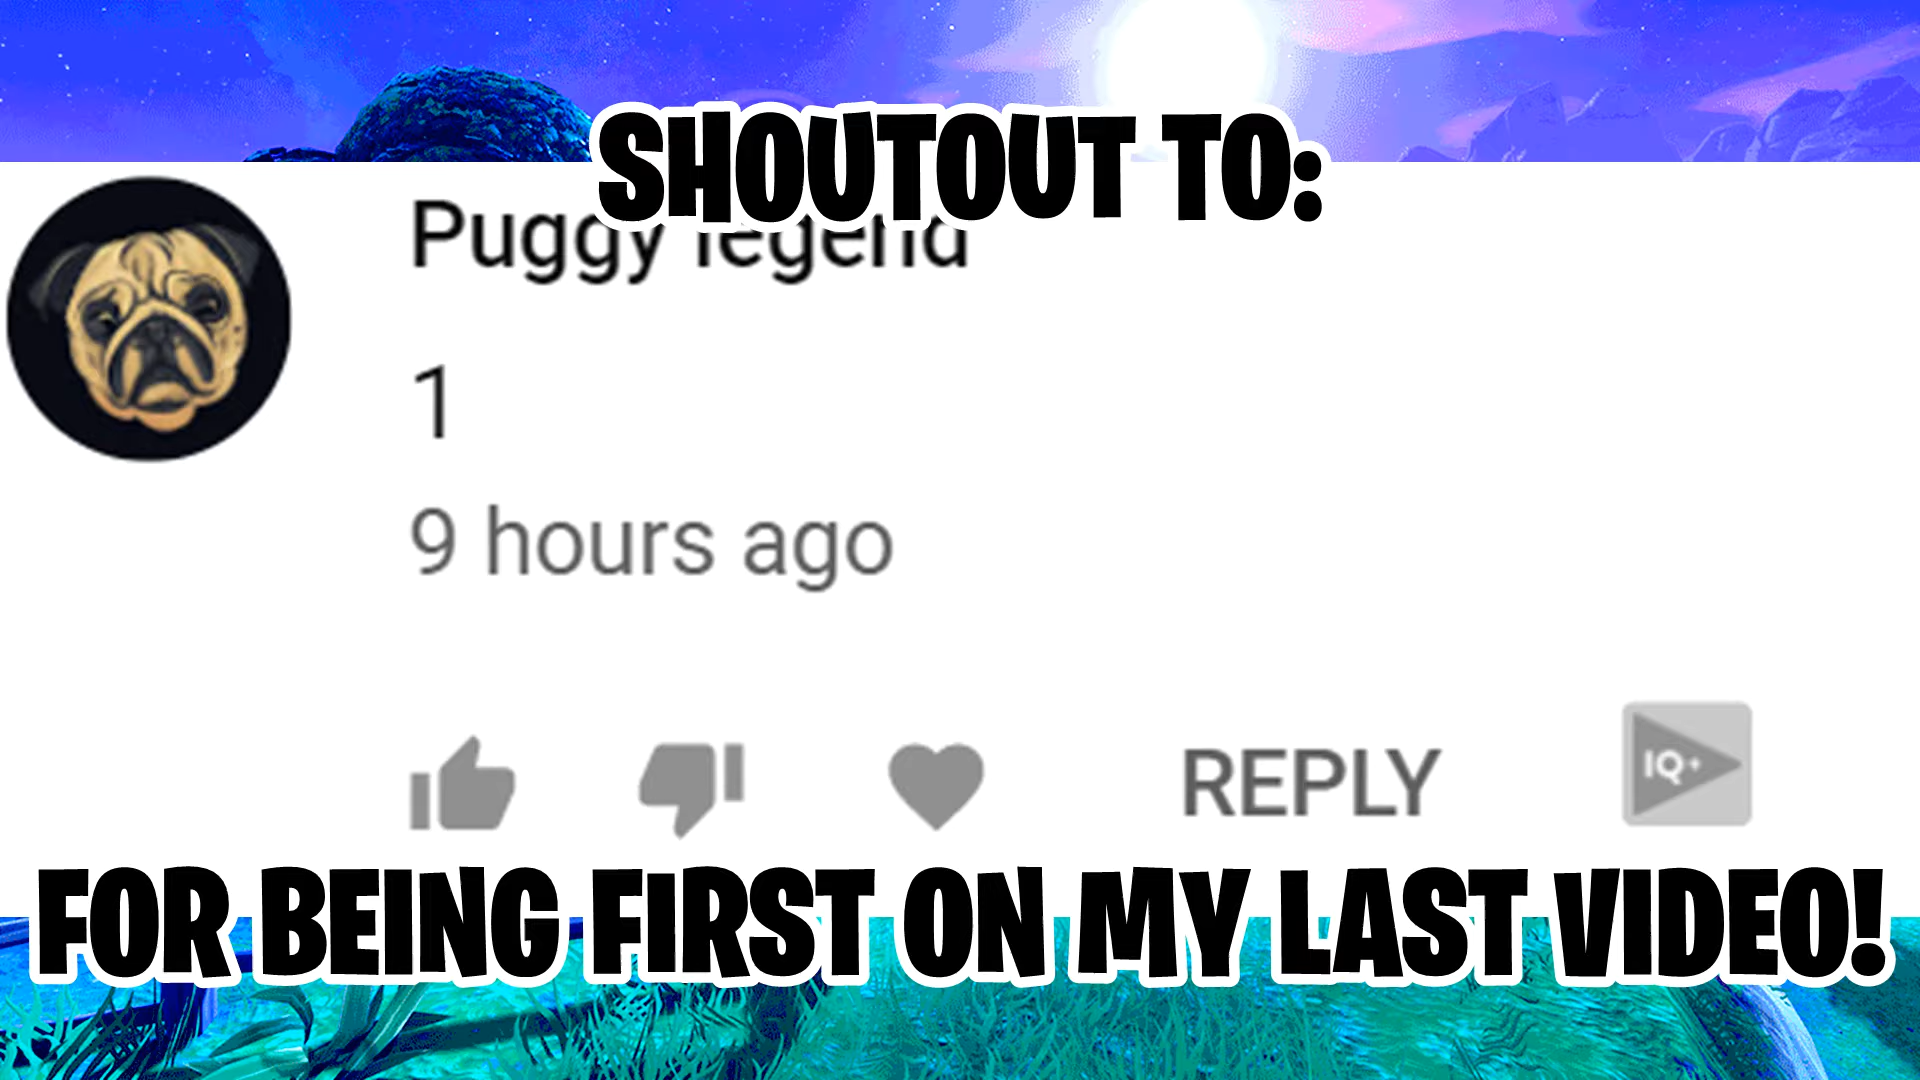 SHOUTOUT TO:
Puggy legend
1
9 hours ago
REPLY
IQ+
FOR BEING FIRST ON MY LAST VIDEO!